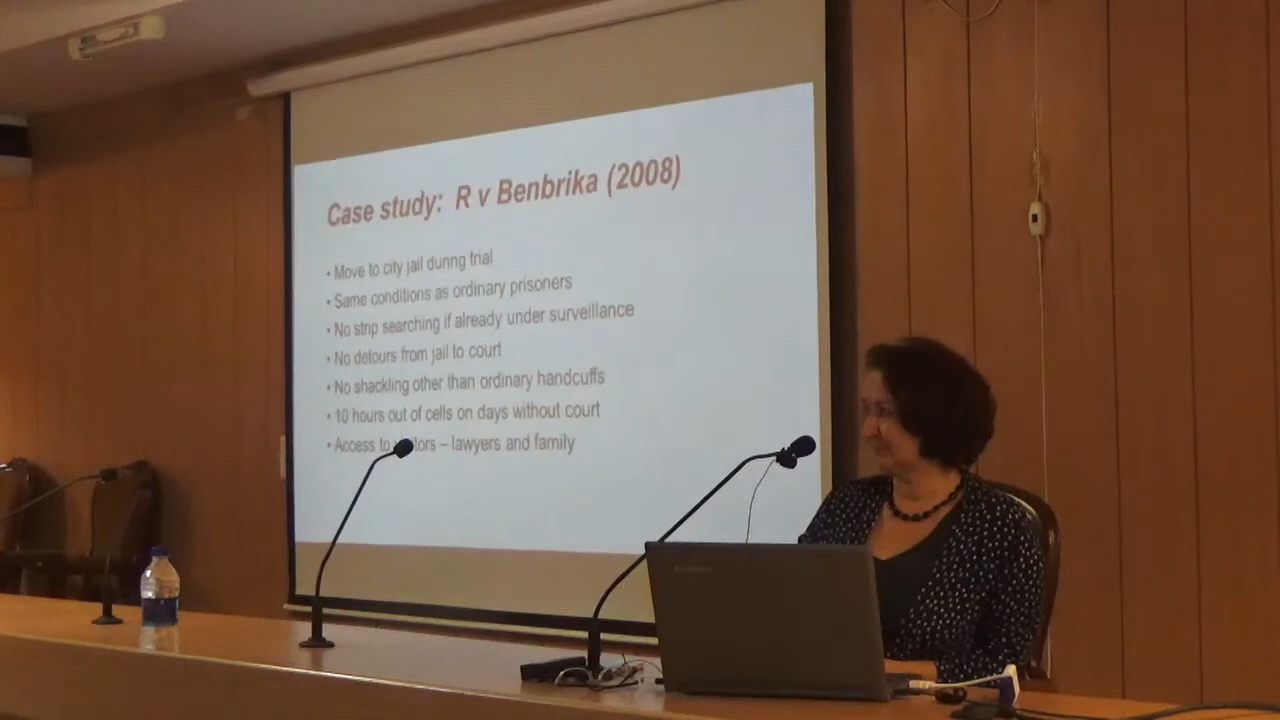 Case study: R v Benbrika (2008)
• Move to city jail during trial
• Same conditions as ordinary prisoners
• No strip searching if already under surveillance
• No detours from jail to court
• No shackling other than ordinary handcuffs
• 10 hours out of cells on days without court
• Access to – lawyers and family